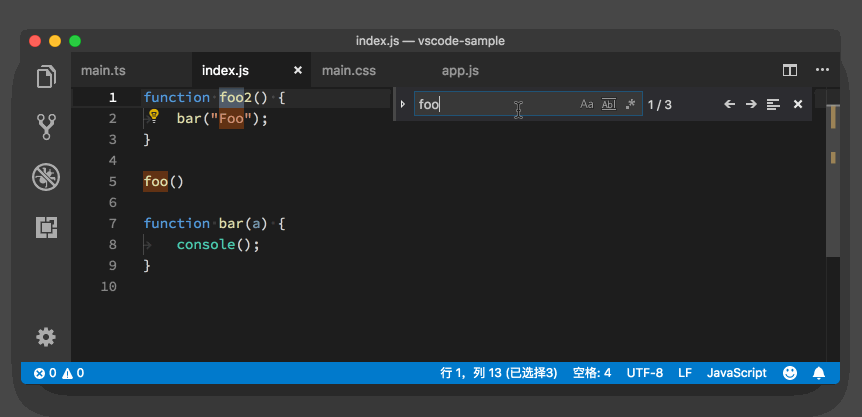 index.js — vscode-sample
main.ts index.js × main.css app.js
foo Aa Abl .* 1 / 3
1 function foo2() {
2 bar("Foo");
3 }
4
5 foo()
6
7 function bar(a) {
8 console();
9 }
10
0 0 行 1，列 13 (已选择3) 空格: 4 UTF-8 LF JavaScript